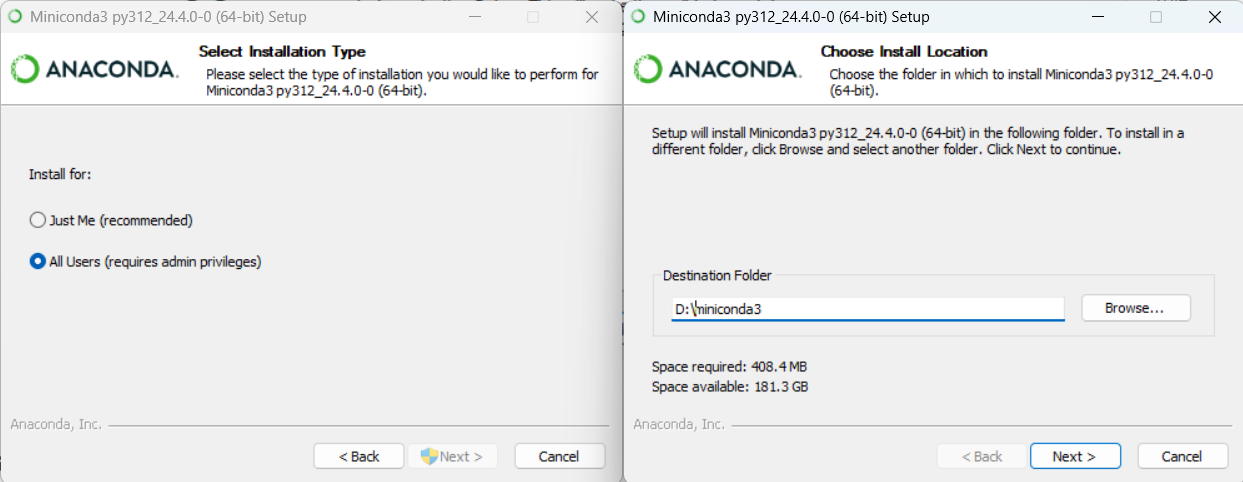 Miniconda3 py312_24.4.0-0 (64-bit) Setup
Select Installation Type
ANACONDA.
Please select the type of installation you would like to perform for
Miniconda3 py312_24.4.0-0 (64-bit).
Install for:
Just Me (recommended)
All Users (requires admin privileges)
Anaconda, Inc.
< Back
Next >
Cancel
Miniconda3 py312_24.4.0-0 (64-bit) Setup
Choose Install Location
ANACONDA.
Choose the folder in which to install Miniconda3 py312_24.4.0-0
(64-bit).
Setup will install Miniconda3 py312_24.4.0-0 (64-bit) in the following folder. To install in a
different folder, click Browse and select another folder. Click Next to continue.
Destination Folder
D:\miniconda3
Browse...
Space required: 408.4 MB
Space available: 181.3 GB
Anaconda, Inc.
< Back
Next >
Cancel